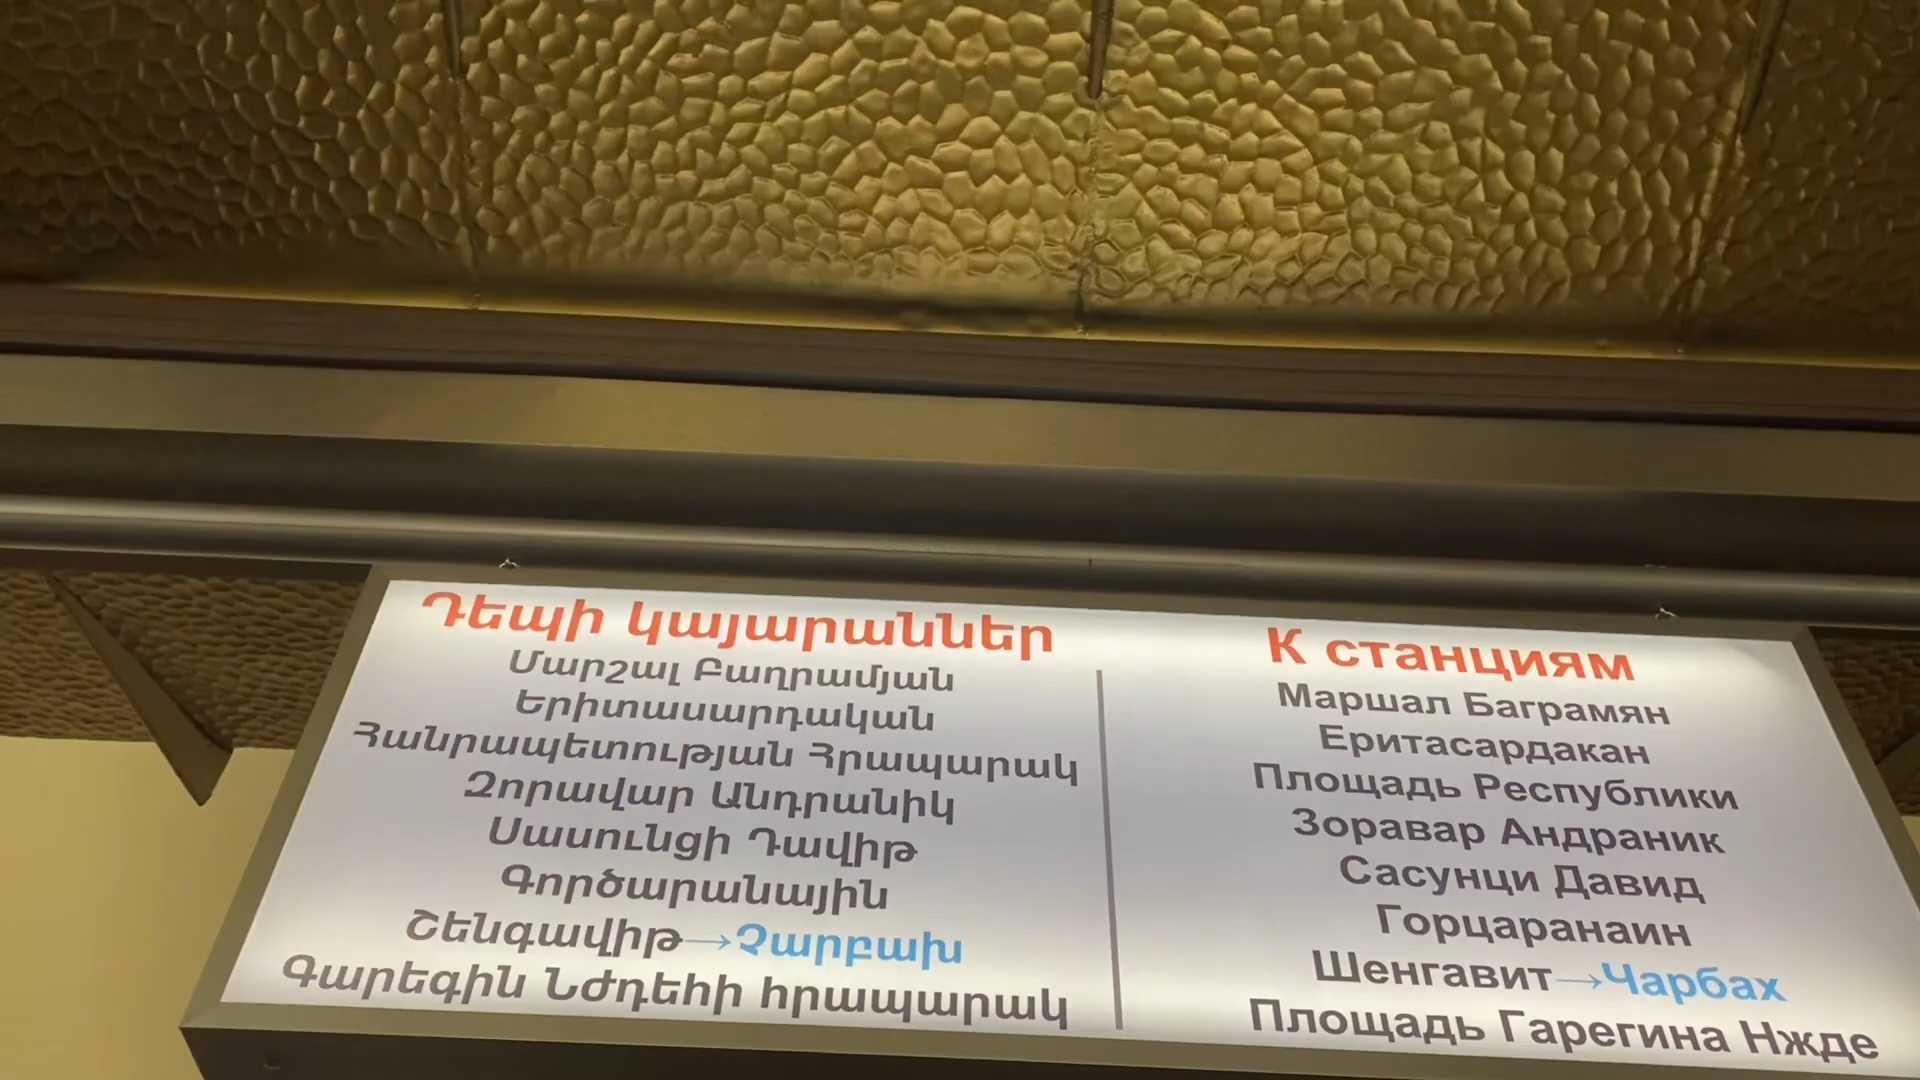 Դեպի կայարաններ
Մարշալ Բաղրամյան
Երիտասարդական
Հանրապետության Հրապարակ
Զորավար Անդրանիկ
Սասունցի Դավիթ
Գործարանային
Շենգավիթ→Չարբախ
Գարեգին Նժդեհի հրապարակ
К станциям
Маршал Баграмян
Еритасардакан
Площадь Республики
Зоравар Андраник
Сасунци Давид
Горцаранаин
Шенгавит→Чарбах
Площадь Гарегина Нжде